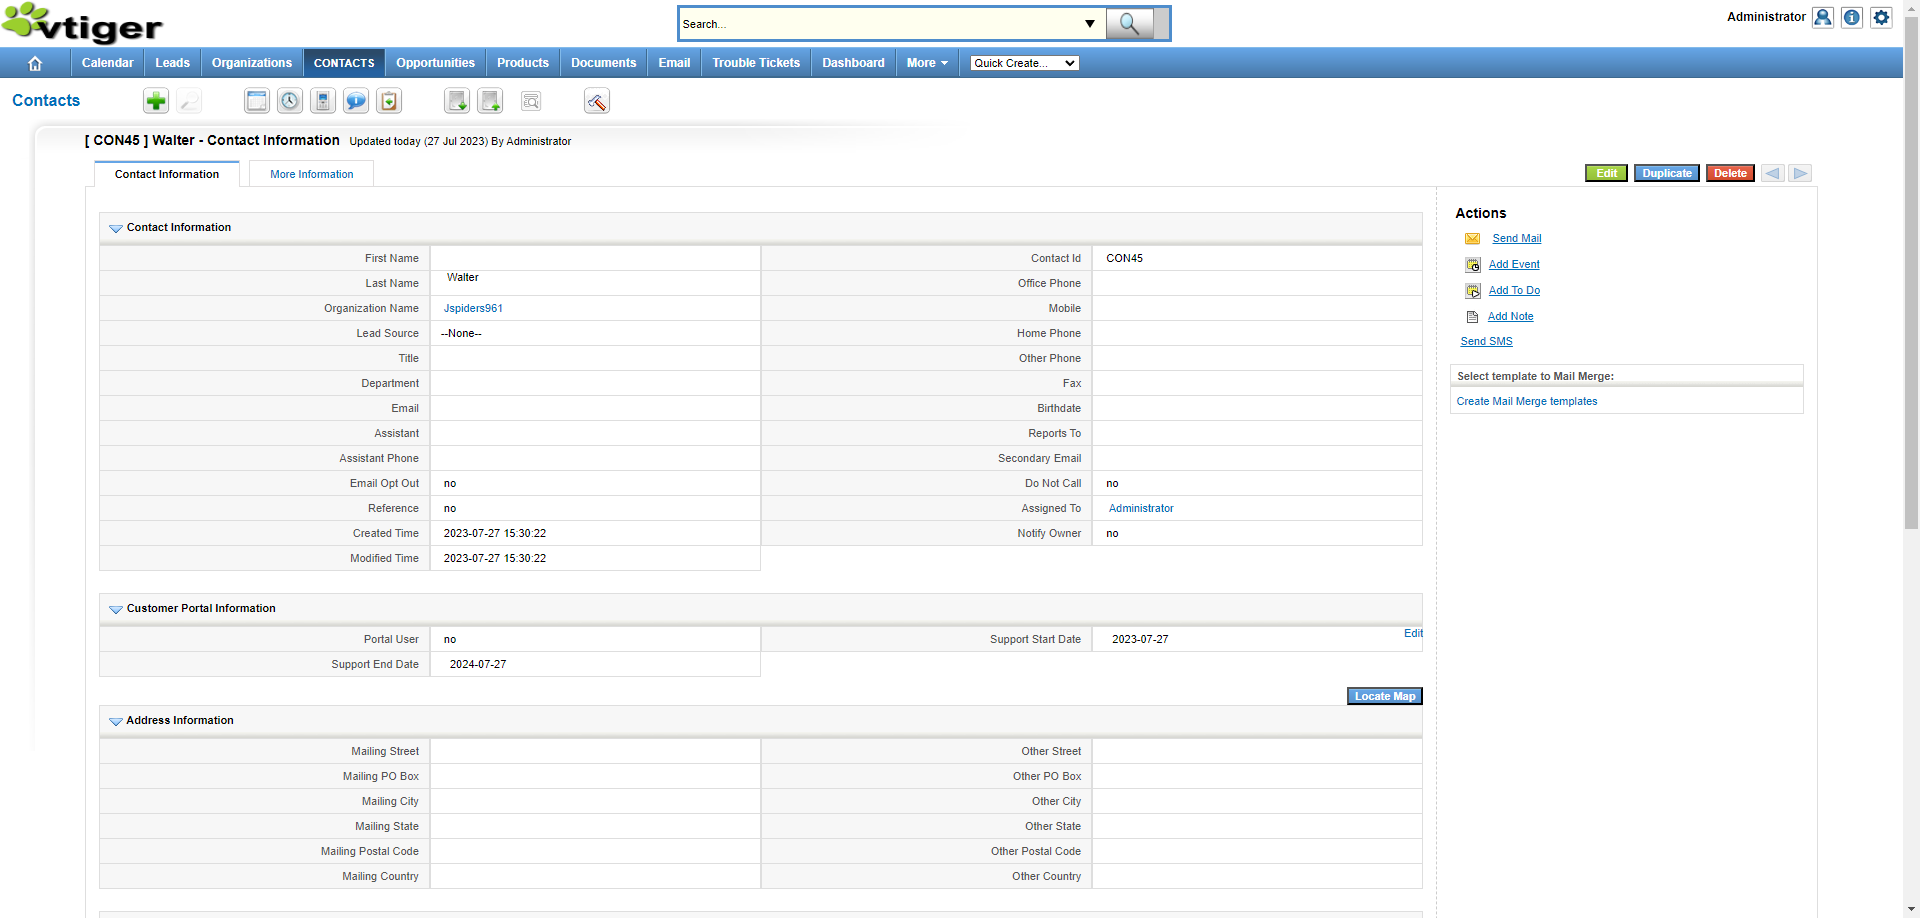 vtiger
Search...
Administrator
Calendar Leads Organizations CONTACTS Opportunities Products Documents Email Trouble Tickets Dashboard More Quick Create...
Contacts
[ CON45 ] Walter - Contact Information Updated today (27 Jul 2023) By Administrator
Contact Information More Information
Edit Duplicate Delete
Contact Information
First Name Contact Id CON45
Last Name Walter Office Phone
Organization Name Jspiders961 Mobile
Lead Source --None-- Home Phone
Title Other Phone
Department Fax
Email Birthdate
Assistant Reports To
Assistant Phone Secondary Email
Email Opt Out no Do Not Call no
Reference no Assigned To Administrator
Created Time 2023-07-27 15:30:22 Notify Owner no
Modified Time 2023-07-27 15:30:22
Customer Portal Information
Edit
Portal User no Support Start Date 2023-07-27
Support End Date 2024-07-27
Locate Map
Address Information
Mailing Street Other Street
Mailing PO Box Other PO Box
Mailing City Other City
Mailing State Other State
Mailing Postal Code Other Postal Code
Mailing Country Other Country
Actions
Send Mail
Add Event
Add To Do
Add Note
Send SMS
Select template to Mail Merge:
Create Mail Merge templates